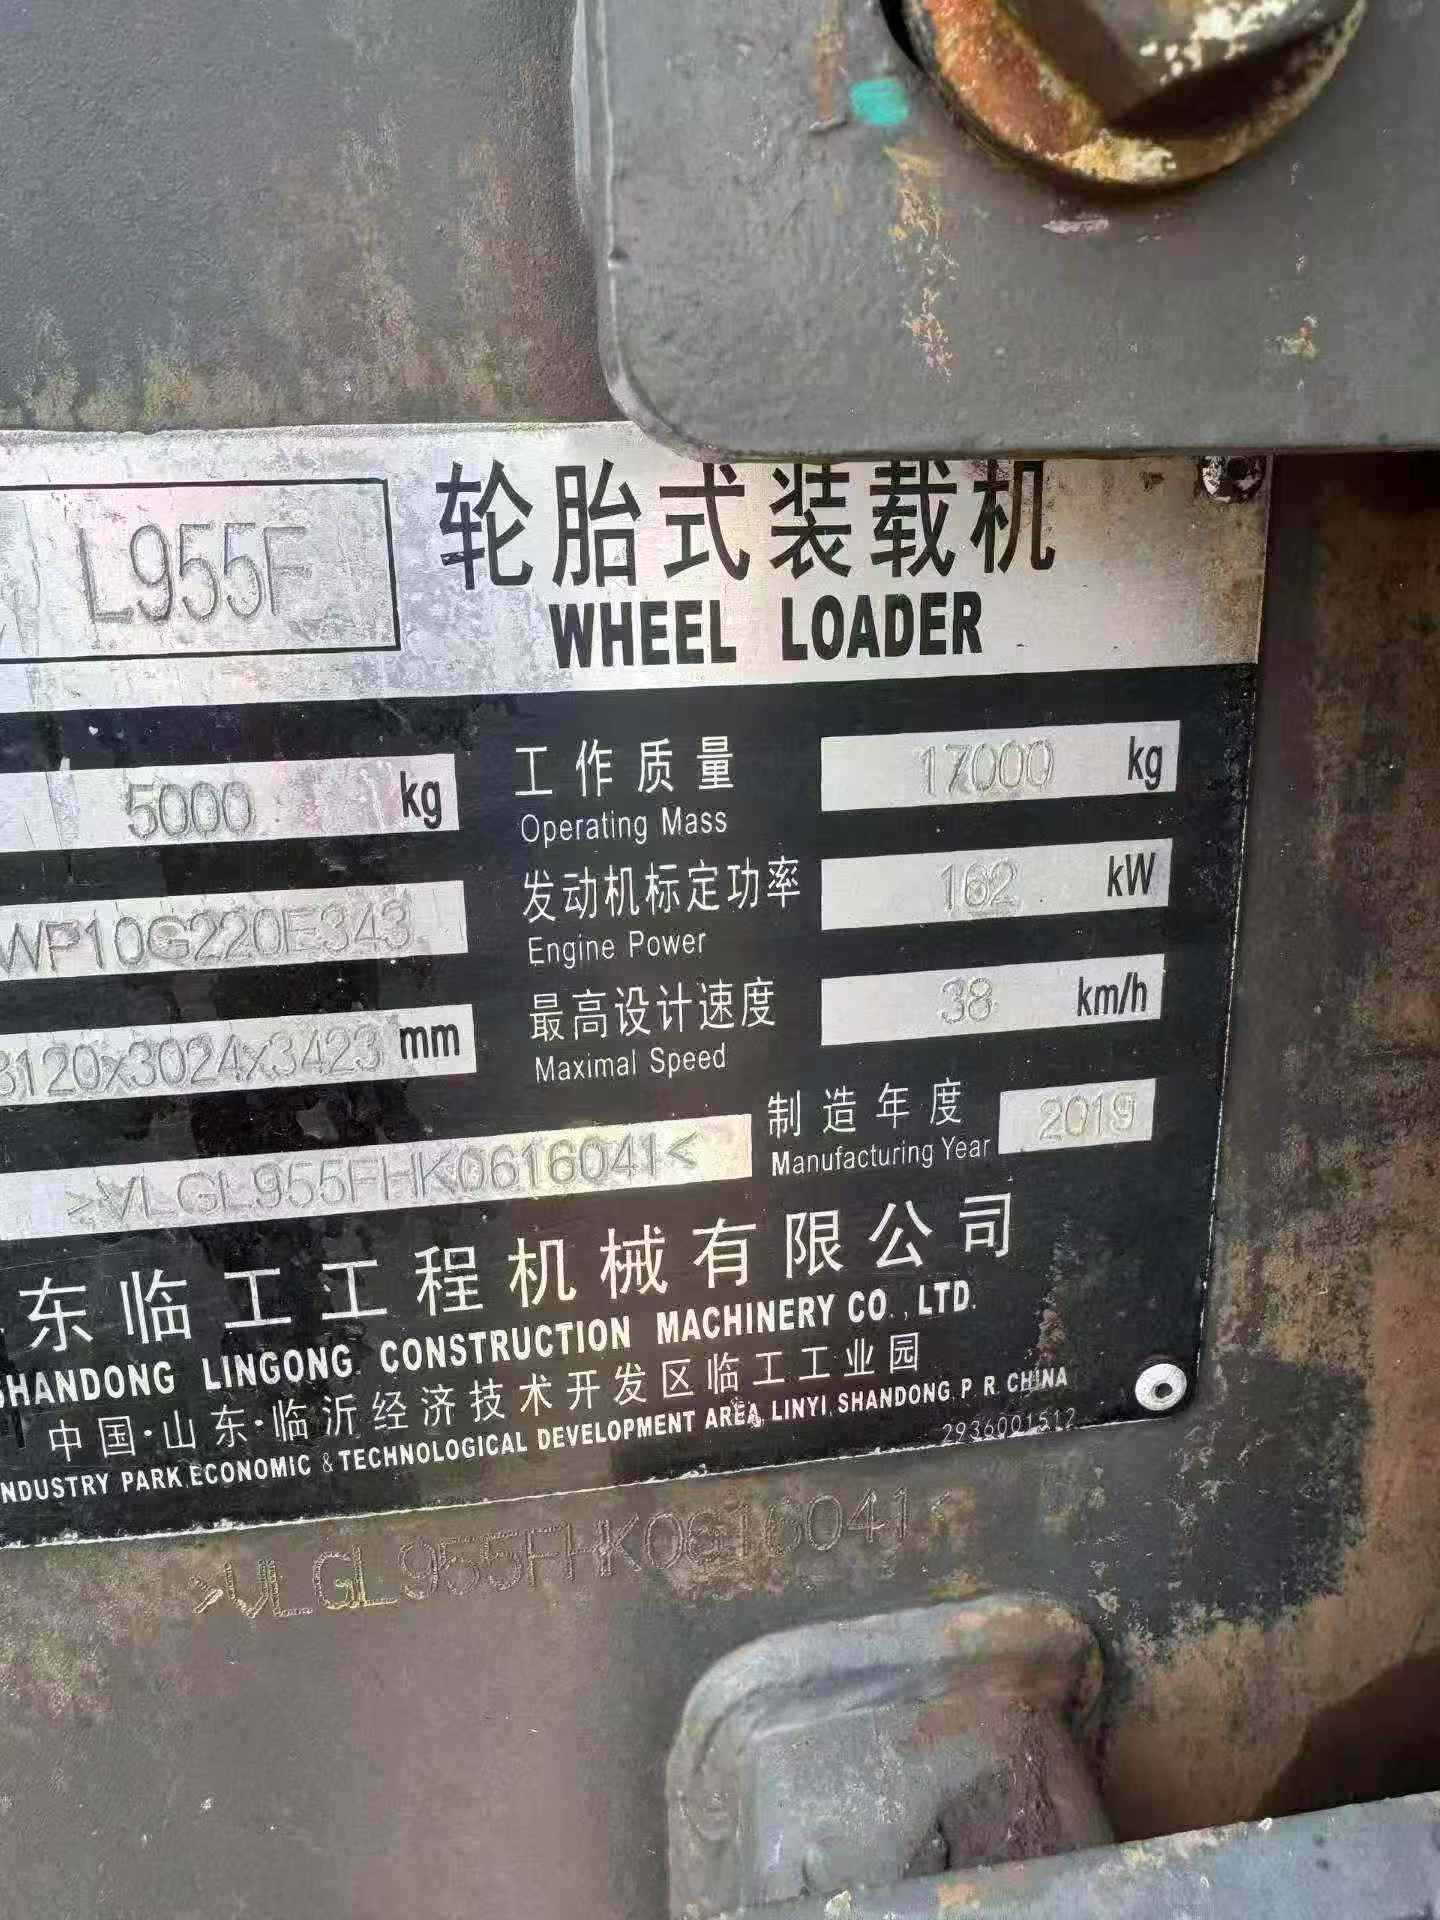 L955F
轮胎式装载机
WHEEL LOADER
5000 kg
工作质量 17000 kg
Operating Mass
WP10G220E343
发动机标定功率 162 kW
Engine Power
8120x3024x3423 mm
最高设计速度 38 km/h
Maximal Speed
>VLGL955FHK0616041<
制造年度 2019
Manufacturing Year
东临工工程机械有限公司
SHANDONG LINGONG CONSTRUCTION MACHINERY CO., LTD.
中国·山东·临沂经济技术开发区临工工业园
INDUSTRY PARK,ECONOMIC & TECHNOLOGICAL DEVELOPMENT AREA, LINYI, SHANDONG, P. R. CHINA
2936001512
>VLGL955FHK0616041<